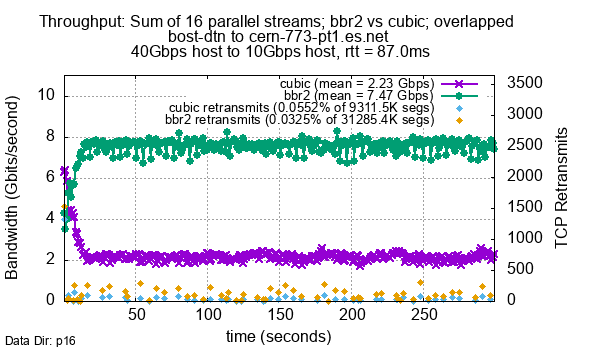 Throughput: Sum of 16 parallel streams; bbr2 vs cubic; overlapped
bost-dtn to cern-773-pt1.es.net
40Gbps host to 10Gbps host, rtt = 87.0ms
cubic (mean = 2.23 Gbps)
bbr2 (mean = 7.47 Gbps)
cubic retransmits (0.0552% of 9311.5K segs)
bbr2 retransmits (0.0325% of 31285.4K segs)
Bandwidth (Gbits/second)
10
8
6
4
2
0
TCP Retransmits
3500
3000
2500
2000
1500
1000
500
0
50
100
150
200
250
time (seconds)
Data Dir: p16